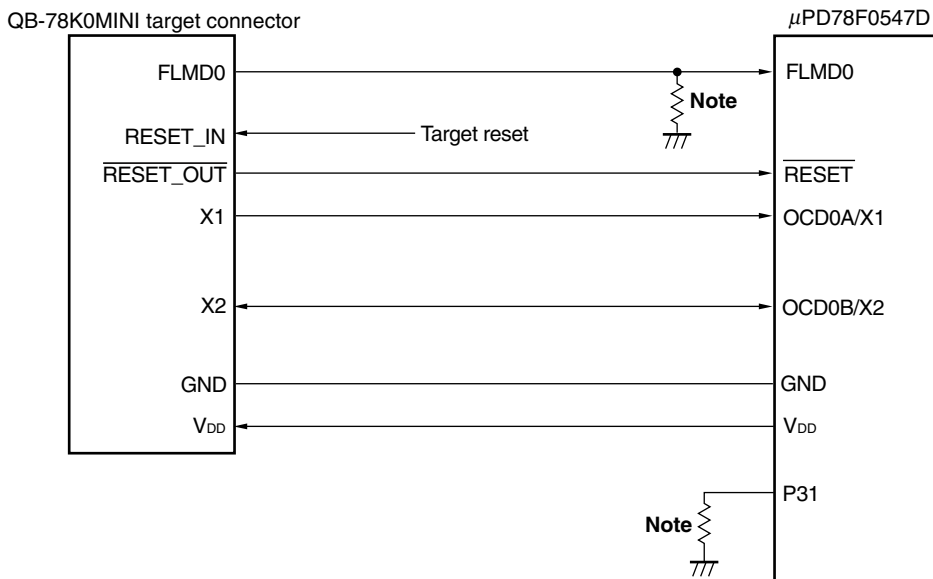 QB-78K0MINI target connector
μPD78F0547D
FLMD0
FLMD0
Note
RESET_IN
Target reset
RESET_OUT
RESET
X1
OCD0A/X1
X2
OCD0B/X2
GND
GND
VDD
VDD
P31
Note